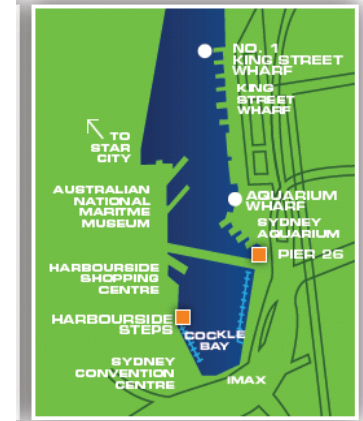 NO. 1
KING STREET
WHARF
KING
STREET
WHARF
TO
STAR
CITY
AUSTRALIAN
NATIONAL
MARITME
MUSEUM
AQUARIUM
WHARF
SYDNEY
AQUARIUM
PIER 26
HARBOURSIDE
SHOPPING
CENTRE
HARBOURSIDE
STEPS
COCKLE
BAY
SYDNEY
CONVENTION
CENTRE
IMAX